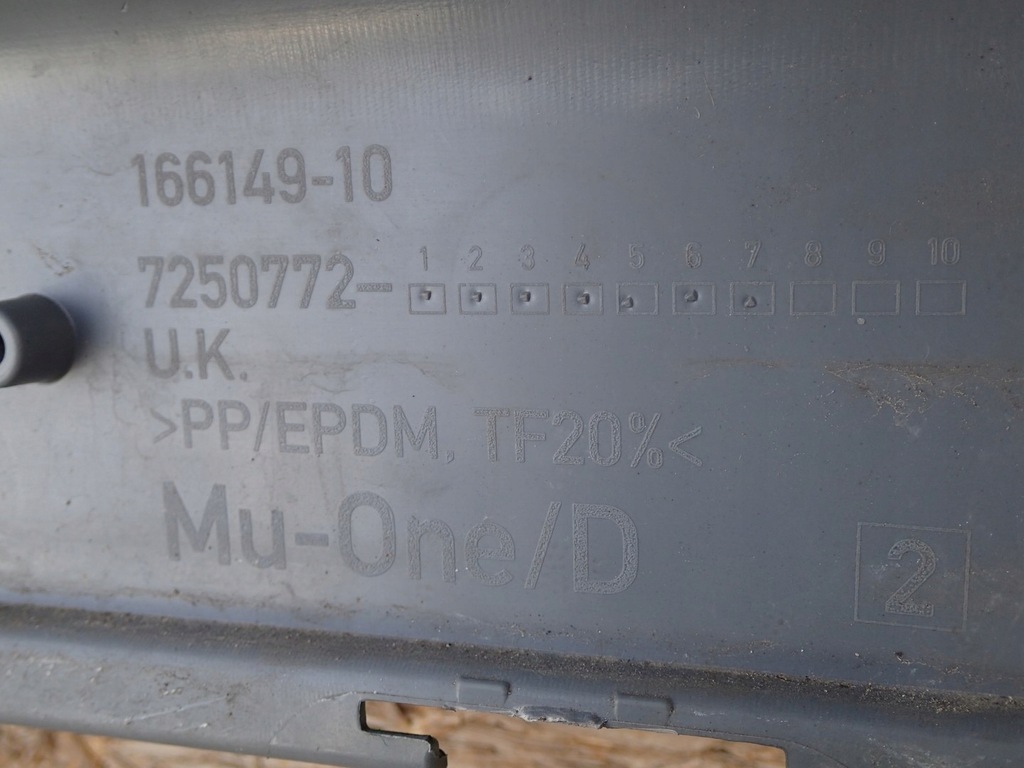 166149-10
1 2 3 4 5 6 7 8 9 10
7250772-
U.K.
>PP/EPDM, TF20%<
Mu-One/D
2